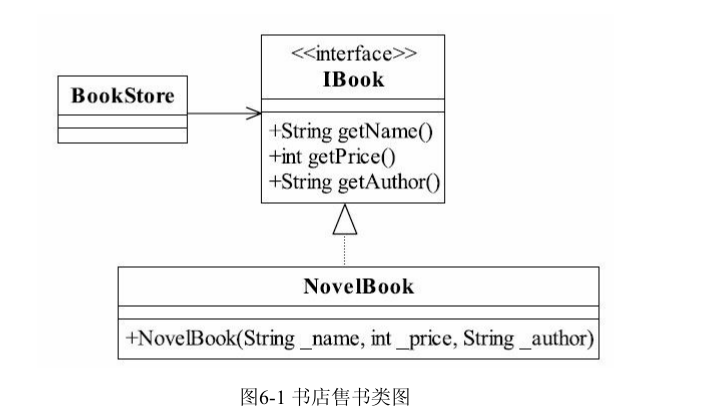 <<interface>>
IBook
BookStore
+String getName()
+int getPrice()
+String getAuthor()
NovelBook
+NovelBook(String _name, int _price, String _author)
图6-1 书店售书类图